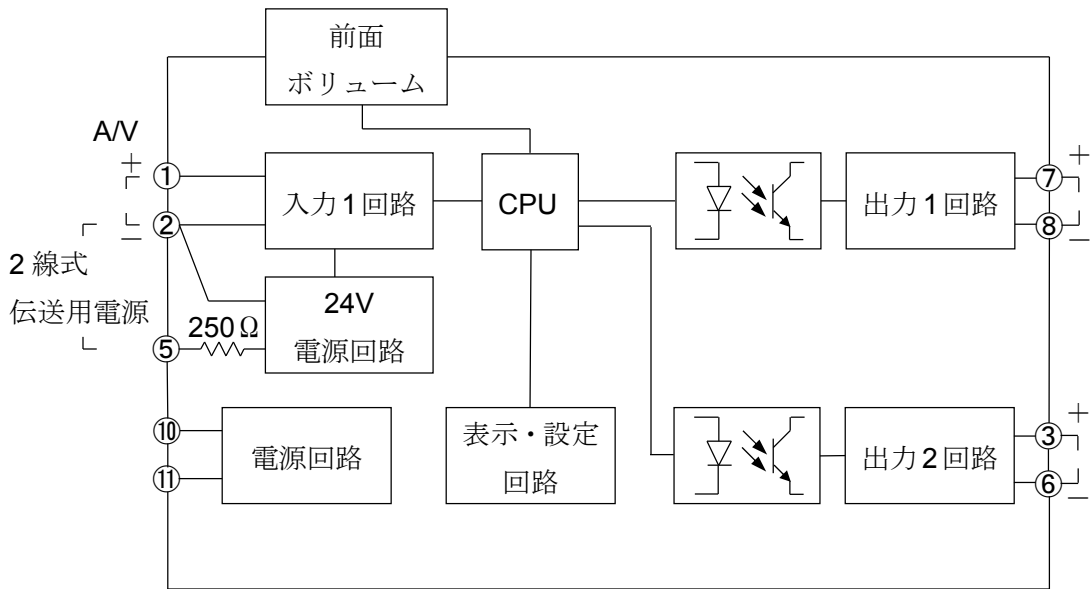 前面
ボリューム
A/V
+
①
②
−
入力1回路
CPU
出力1回路
+
⑦
⑧
−
2線式
伝送用電源
24V
電源回路
250Ω
⑤
⑩
⑪
電源回路
表示・設定
回路
出力2回路
+
③
⑥
−